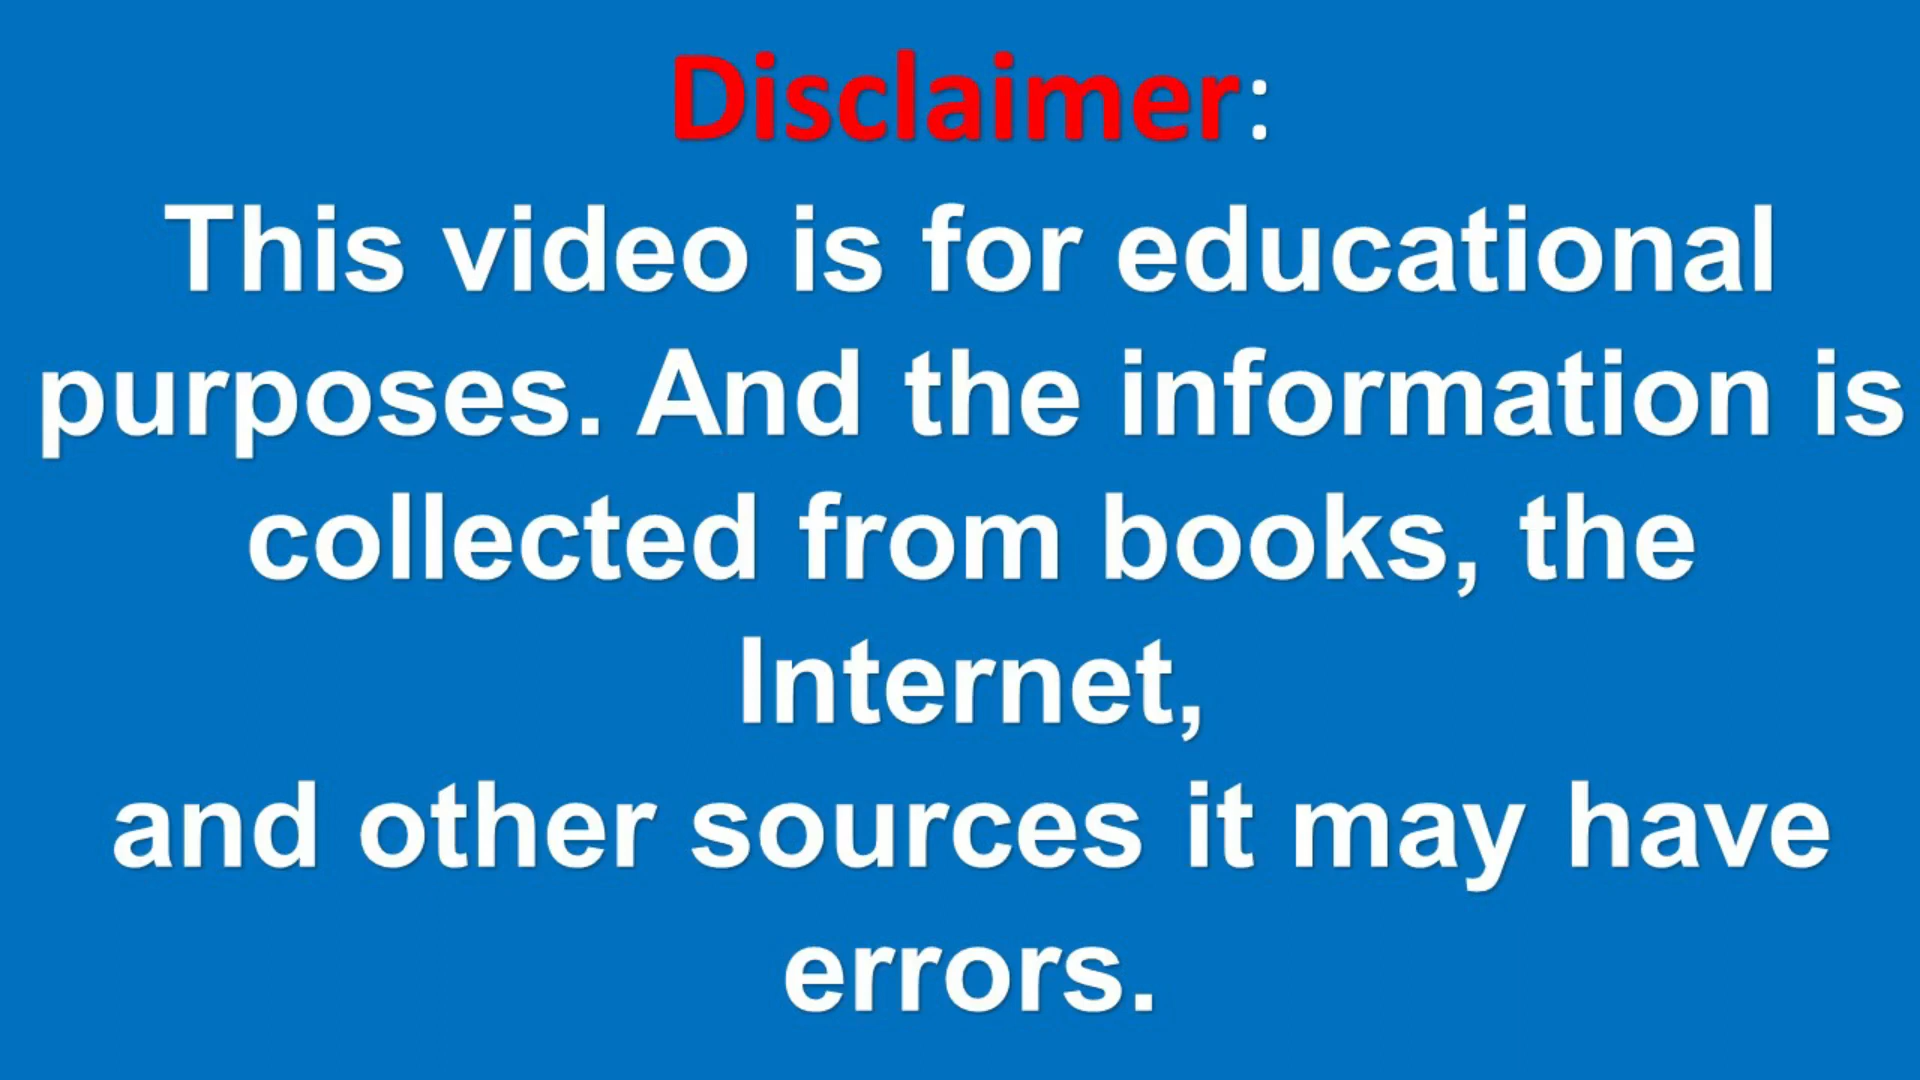 Disclaimer:
This video is for educational
purposes. And the information is
collected from books, the
Internet,
and other sources it may have
errors.